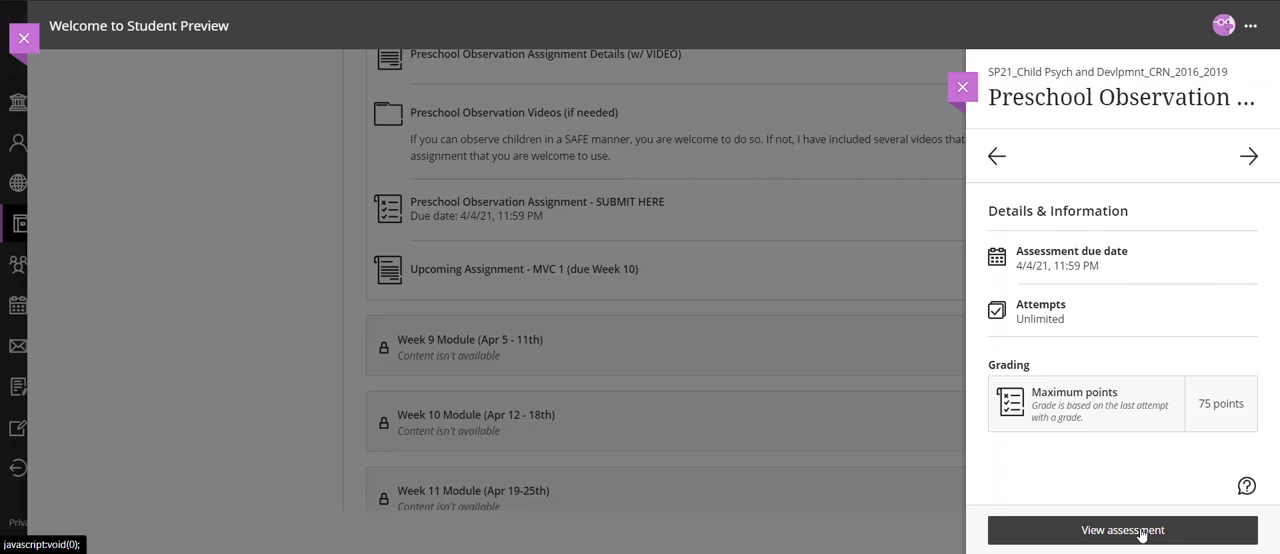 Welcome to Student Preview
Preschool Observation Assignment Details (w/ VIDEO)
Preschool Observation Videos (if needed)
If you can observe children in a SAFE manner, you are welcome to do so. If not, I have included several videos that
assignment that you are welcome to use.
Preschool Observation Assignment - SUBMIT HERE
Due date: 4/4/21, 11:59 PM
Upcoming Assignment - MVC 1 (due Week 10)
Week 9 Module (Apr 5 - 11th)
Content isn't available
Week 10 Module (Apr 12 - 18th)
Content isn't available
Week 11 Module (Apr 19-25th)
Content isn't available
Priva
javascript:void(0);
SP21_Child Psych and Devlpmnt_CRN_2016_2019
Preschool Observation ...
Details & Information
Assessment due date
4/4/21, 11:59 PM
Attempts
Unlimited
Grading
Maximum points
Grade is based on the last attempt
with a grade.
75 points
View assessment